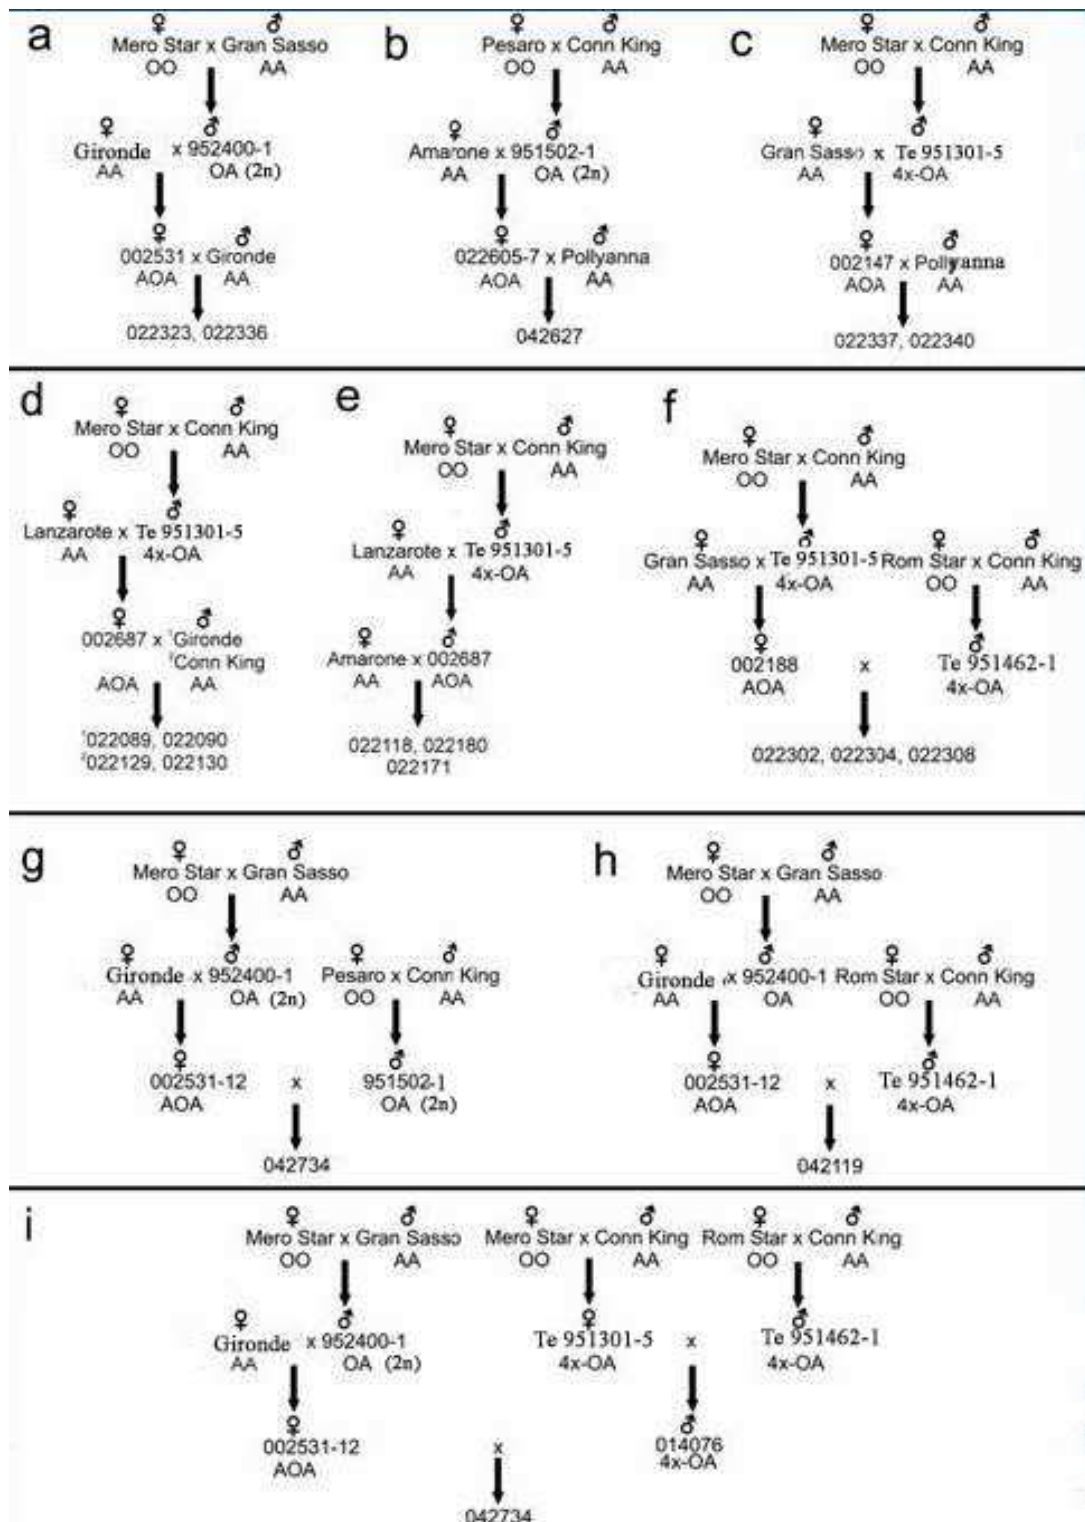 a
♀ ♂
Mero Star x Gran Sasso
OO AA
♀ ♂
Gironde x 952400-1
AA OA (2n)
♀ ♂
002531 x Gironde
AOA AA
022323, 022336
b
♀ ♂
Pesaro x Conn King
OO AA
♀ ♂
Amarone x 951502-1
AA OA (2n)
♀ ♂
022605-7 x Pollyanna
AOA AA
042627
c
♀ ♂
Mero Star x Conn King
OO AA
♀ ♂
Gran Sasso x Te 951301-5
AA 4x-OA
♀ ♂
002147 x Pollyanna
AOA AA
022337, 022340
d
♀ ♂
Mero Star x Conn King
OO AA
♀ ♂
Lanzarote x Te 951301-5
AA 4x-OA
♀ ♂
002687 x ¹Gironde
²Conn King
AOA AA
¹022089, 022090
²022129, 022130
e
♀ ♂
Mero Star x Conn King
OO AA
♀ ♂
Lanzarote x Te 951301-5
AA 4x-OA
♀ ♂
Amarone x 002687
AA AOA
022118, 022180
022171
f
♀ ♂
Mero Star x Conn King
OO AA
♀ ♂ ♀ ♂
Gran Sasso x Te 951301-5 Rom Star x Conn King
AA 4x-OA OO AA
♀ ♂
002188 x Te 951462-1
AOA 4x-OA
022302, 022304, 022308
g
♀ ♂
Mero Star x Gran Sasso
OO AA
♀ ♂ ♀ ♂
Gironde x 952400-1 Pesaro x Conn King
AA OA (2n) OO AA
♀ ♂
002531-12 x 951502-1
AOA OA (2n)
042734
h
♀ ♂
Mero Star x Gran Sasso
OO AA
♀ ♂ ♀ ♂
Gironde x 952400-1 Rom Star x Conn King
AA OA OO AA
♀ ♂
002531-12 x Te 951462-1
AOA 4x-OA
042119
i
♀ ♂ ♀ ♂ ♀ ♂
Mero Star x Gran Sasso Mero Star x Conn King Rom Star x Conn King
OO AA OO AA OO AA
♀ ♂ ♀ ♂
Gironde x 952400-1 Te 951301-5 x Te 951462-1
AA OA (2n) 4x-OA 4x-OA
♀ ♂
002531-12 x 014076
AOA 4x-OA
042734